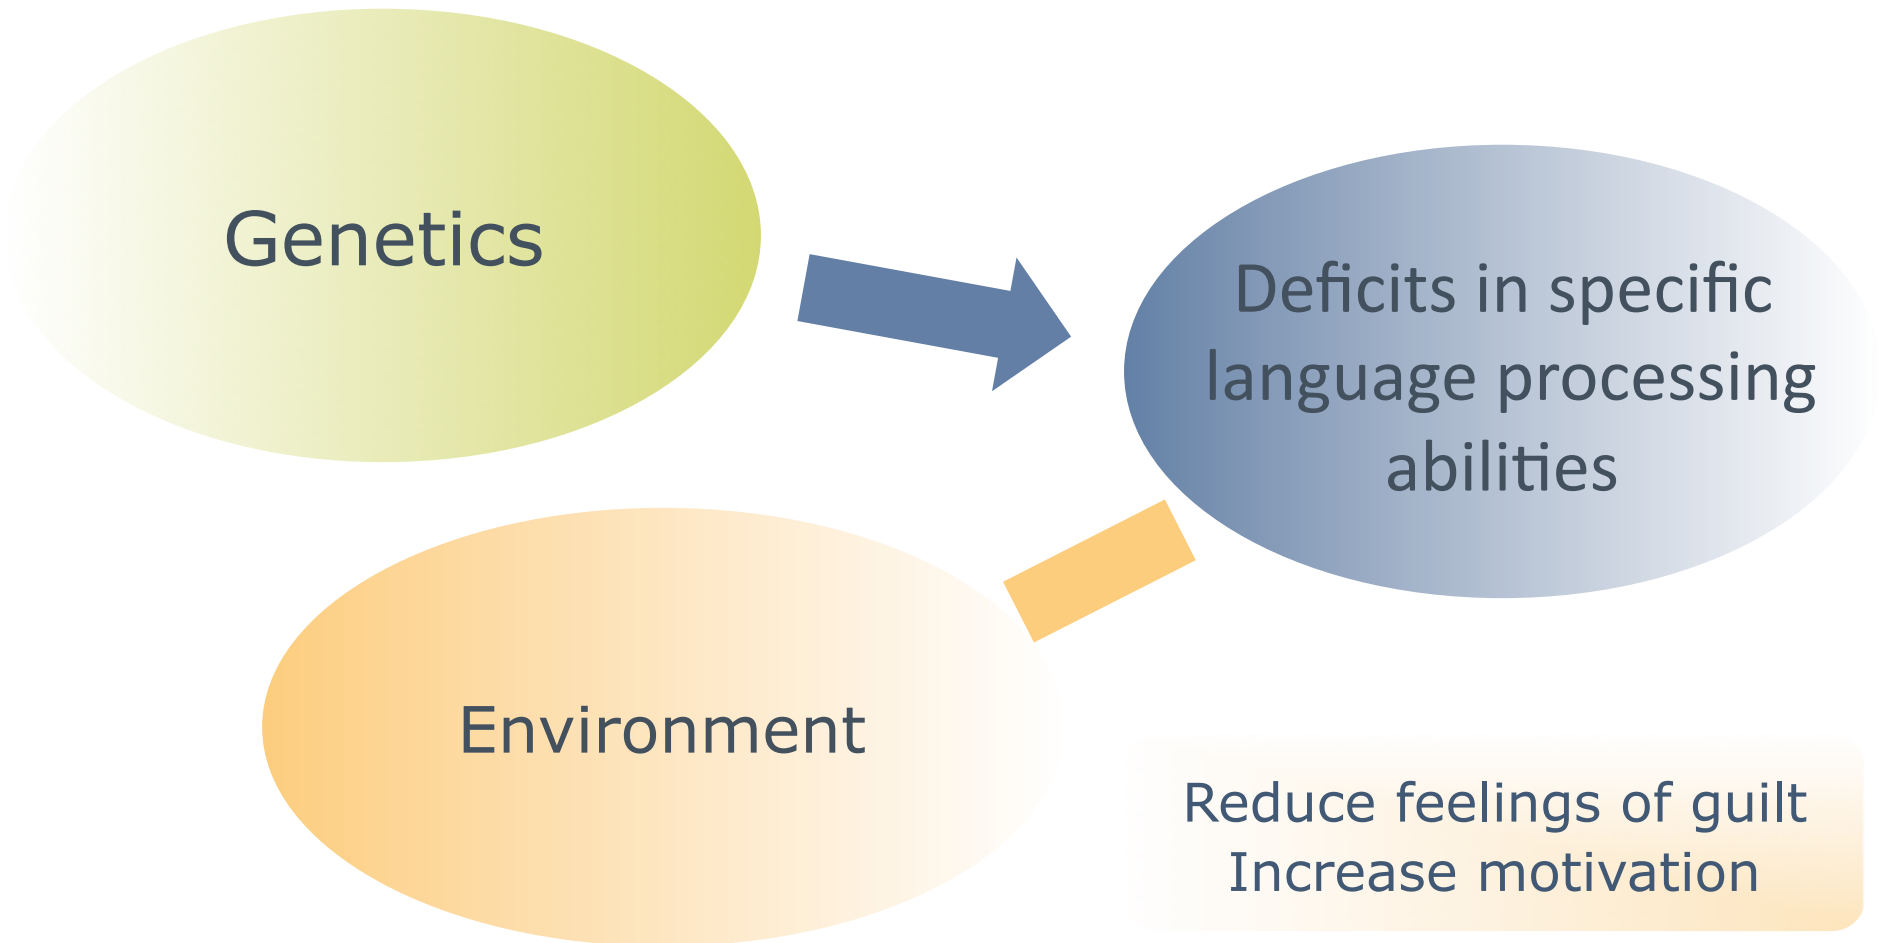 Genetics
Deficits in specific
language processing
abilities
Environment
Reduce feelings of guilt
Increase motivation